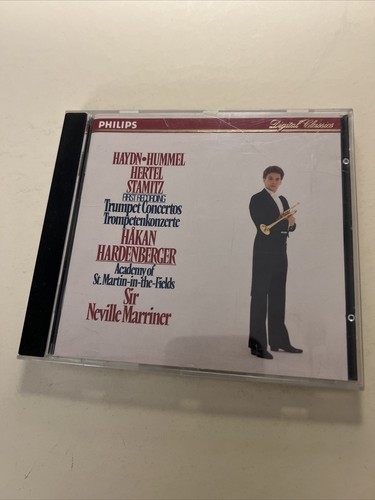 PHILIPS
Digital Classics
HAYDN • HUMMEL
HERTEL
STAMITZ
FIRST RECORDING
Trumpet Concertos
Trompetenkonzerte
HÅKAN
HARDENBERGER
Academy of
St. Martin-in-the-Fields
Sir
Neville Marriner